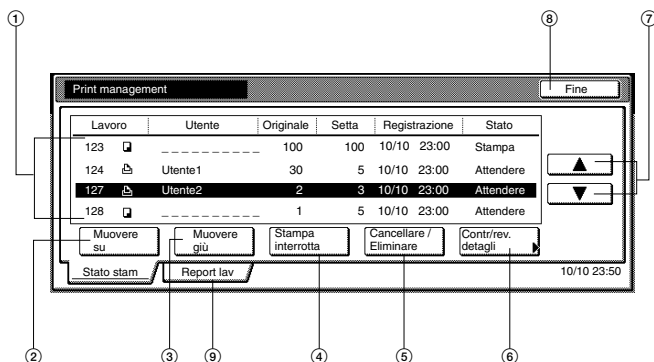 ① ⑧ ⑦
Print management Fine
Lavoro Utente Originale Setta Registrazione Stato
123 _ _ _ _ _ _ _ _ _ _ 100 100 10/10 23:00 Stampa
124 Utente1 30 5 10/10 23:00 Attendere
127 Utente2 2 3 10/10 23:00 Attendere
128 _ _ _ _ _ _ _ _ _ _ 1 5 10/10 23:00 Attendere
Muovere su Muovere giù Stampa interrotta Cancellare / Eliminare Contr/rev. detagli
Stato stam Report lav 10/10 23:50
② ③ ⑨ ④ ⑤ ⑥